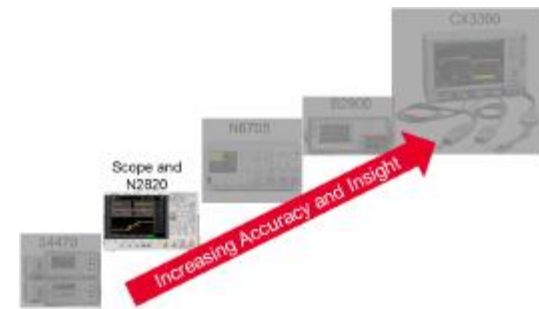 CX3300
B2900
N6705
Scope and
N2820
34470
Increasing Accuracy and Insight